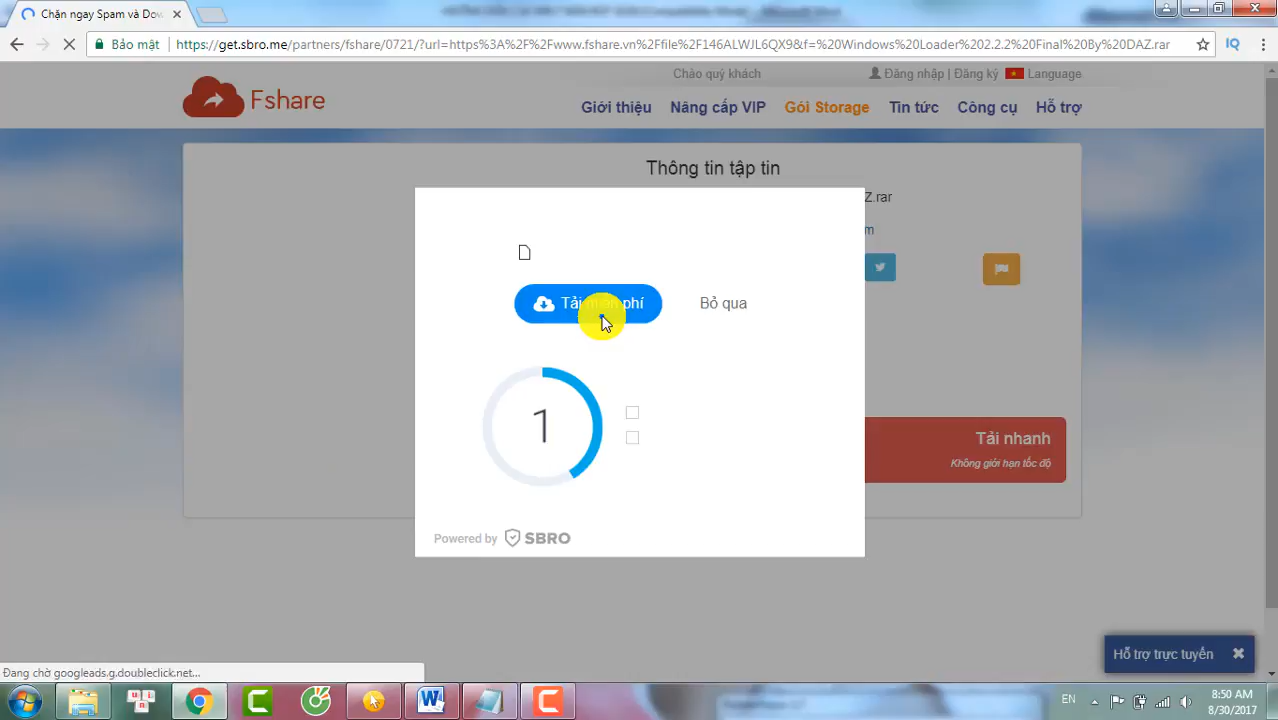 Chặn ngay Spam và Dow
Bảo mật
https://get.sbro.me/partners/fshare/0721/?url=https%3A%2F%2Fwww.fshare.vn%2Ffile%2F146ALWJL6QX9&f=%20Windows%20Loader%202.2.2%20Final%20By%20DAZ.rar
IQ
Chào quý khách
Đăng nhập | Đăng ký
Language
Fshare
Giới thiệu
Nâng cấp VIP
Gói Storage
Tin tức
Công cụ
Hỗ trợ
Thông tin tập tin
Z.rar
m
Tải phí
Bỏ qua
1
Tải nhanh
Không giới hạn tốc độ
Powered by SBRO
Hỗ trợ trực tuyến
Đang chờ googleads.g.doubleclick.net...
EN
8:50 AM
8/30/2017